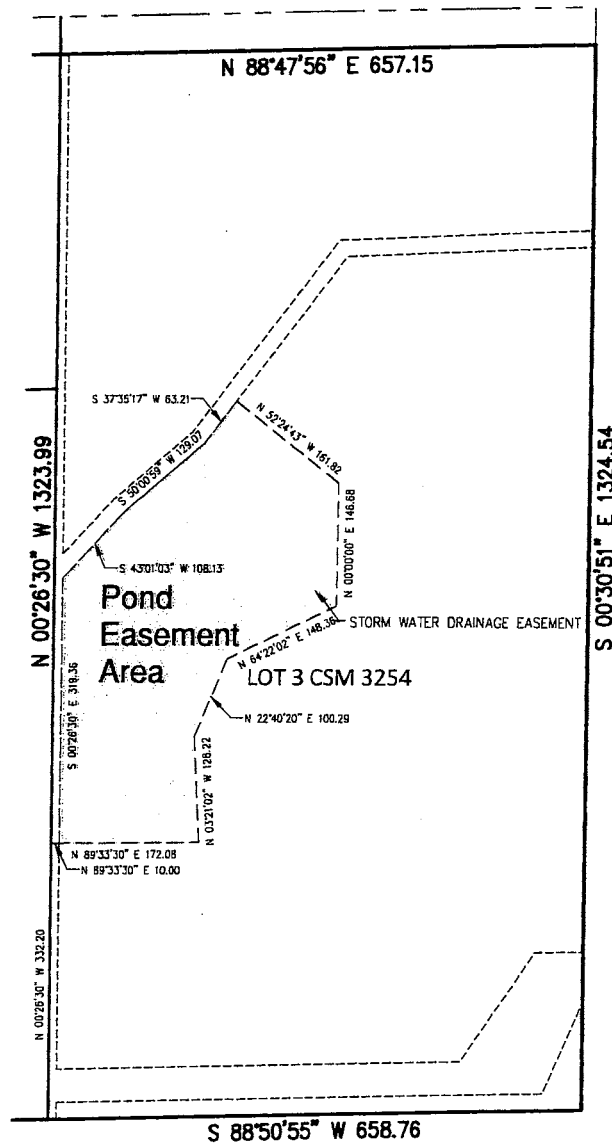 N 88°47'56" E 657.15
S 37°35'17" W 63.21
N 52°24'43" W 161.82
S 50°00'59" W 129.07
N 00°26'30" W 1323.99
S 00°30'51" E 1324.54
N 00°00'00" E 146.68
S 43°01'03" W 108.13
Pond
Easement
Area
STORM WATER DRAINAGE EASEMENT
N 64°22'02" E 148.36
LOT 3 CSM 3254
S 00°26'30" E 319.36
N 22°40'20" E 100.29
N 03°21'02" W 128.22
N 89°33'30" E 172.08
N 89°33'30" E 10.00
N 00°26'30" W 332.20
S 88°50'55" W 658.76